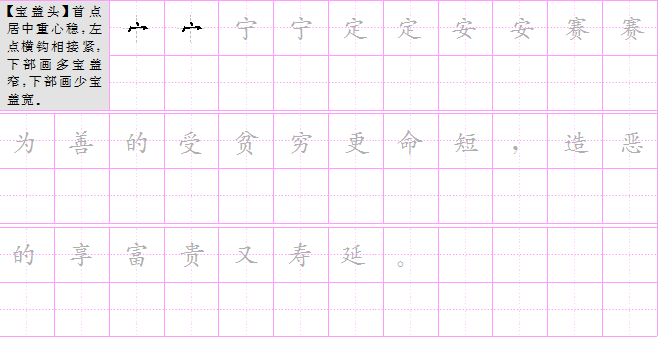 【宝盖头】首点
居中重心稳，左
点横钩相接紧，
下部画多宝盖
窄，下部画少宝
盖宽。
宀宀宁宁定定安安赛赛
为善的受贫穷更命短，造恶
的享富贵又寿延。